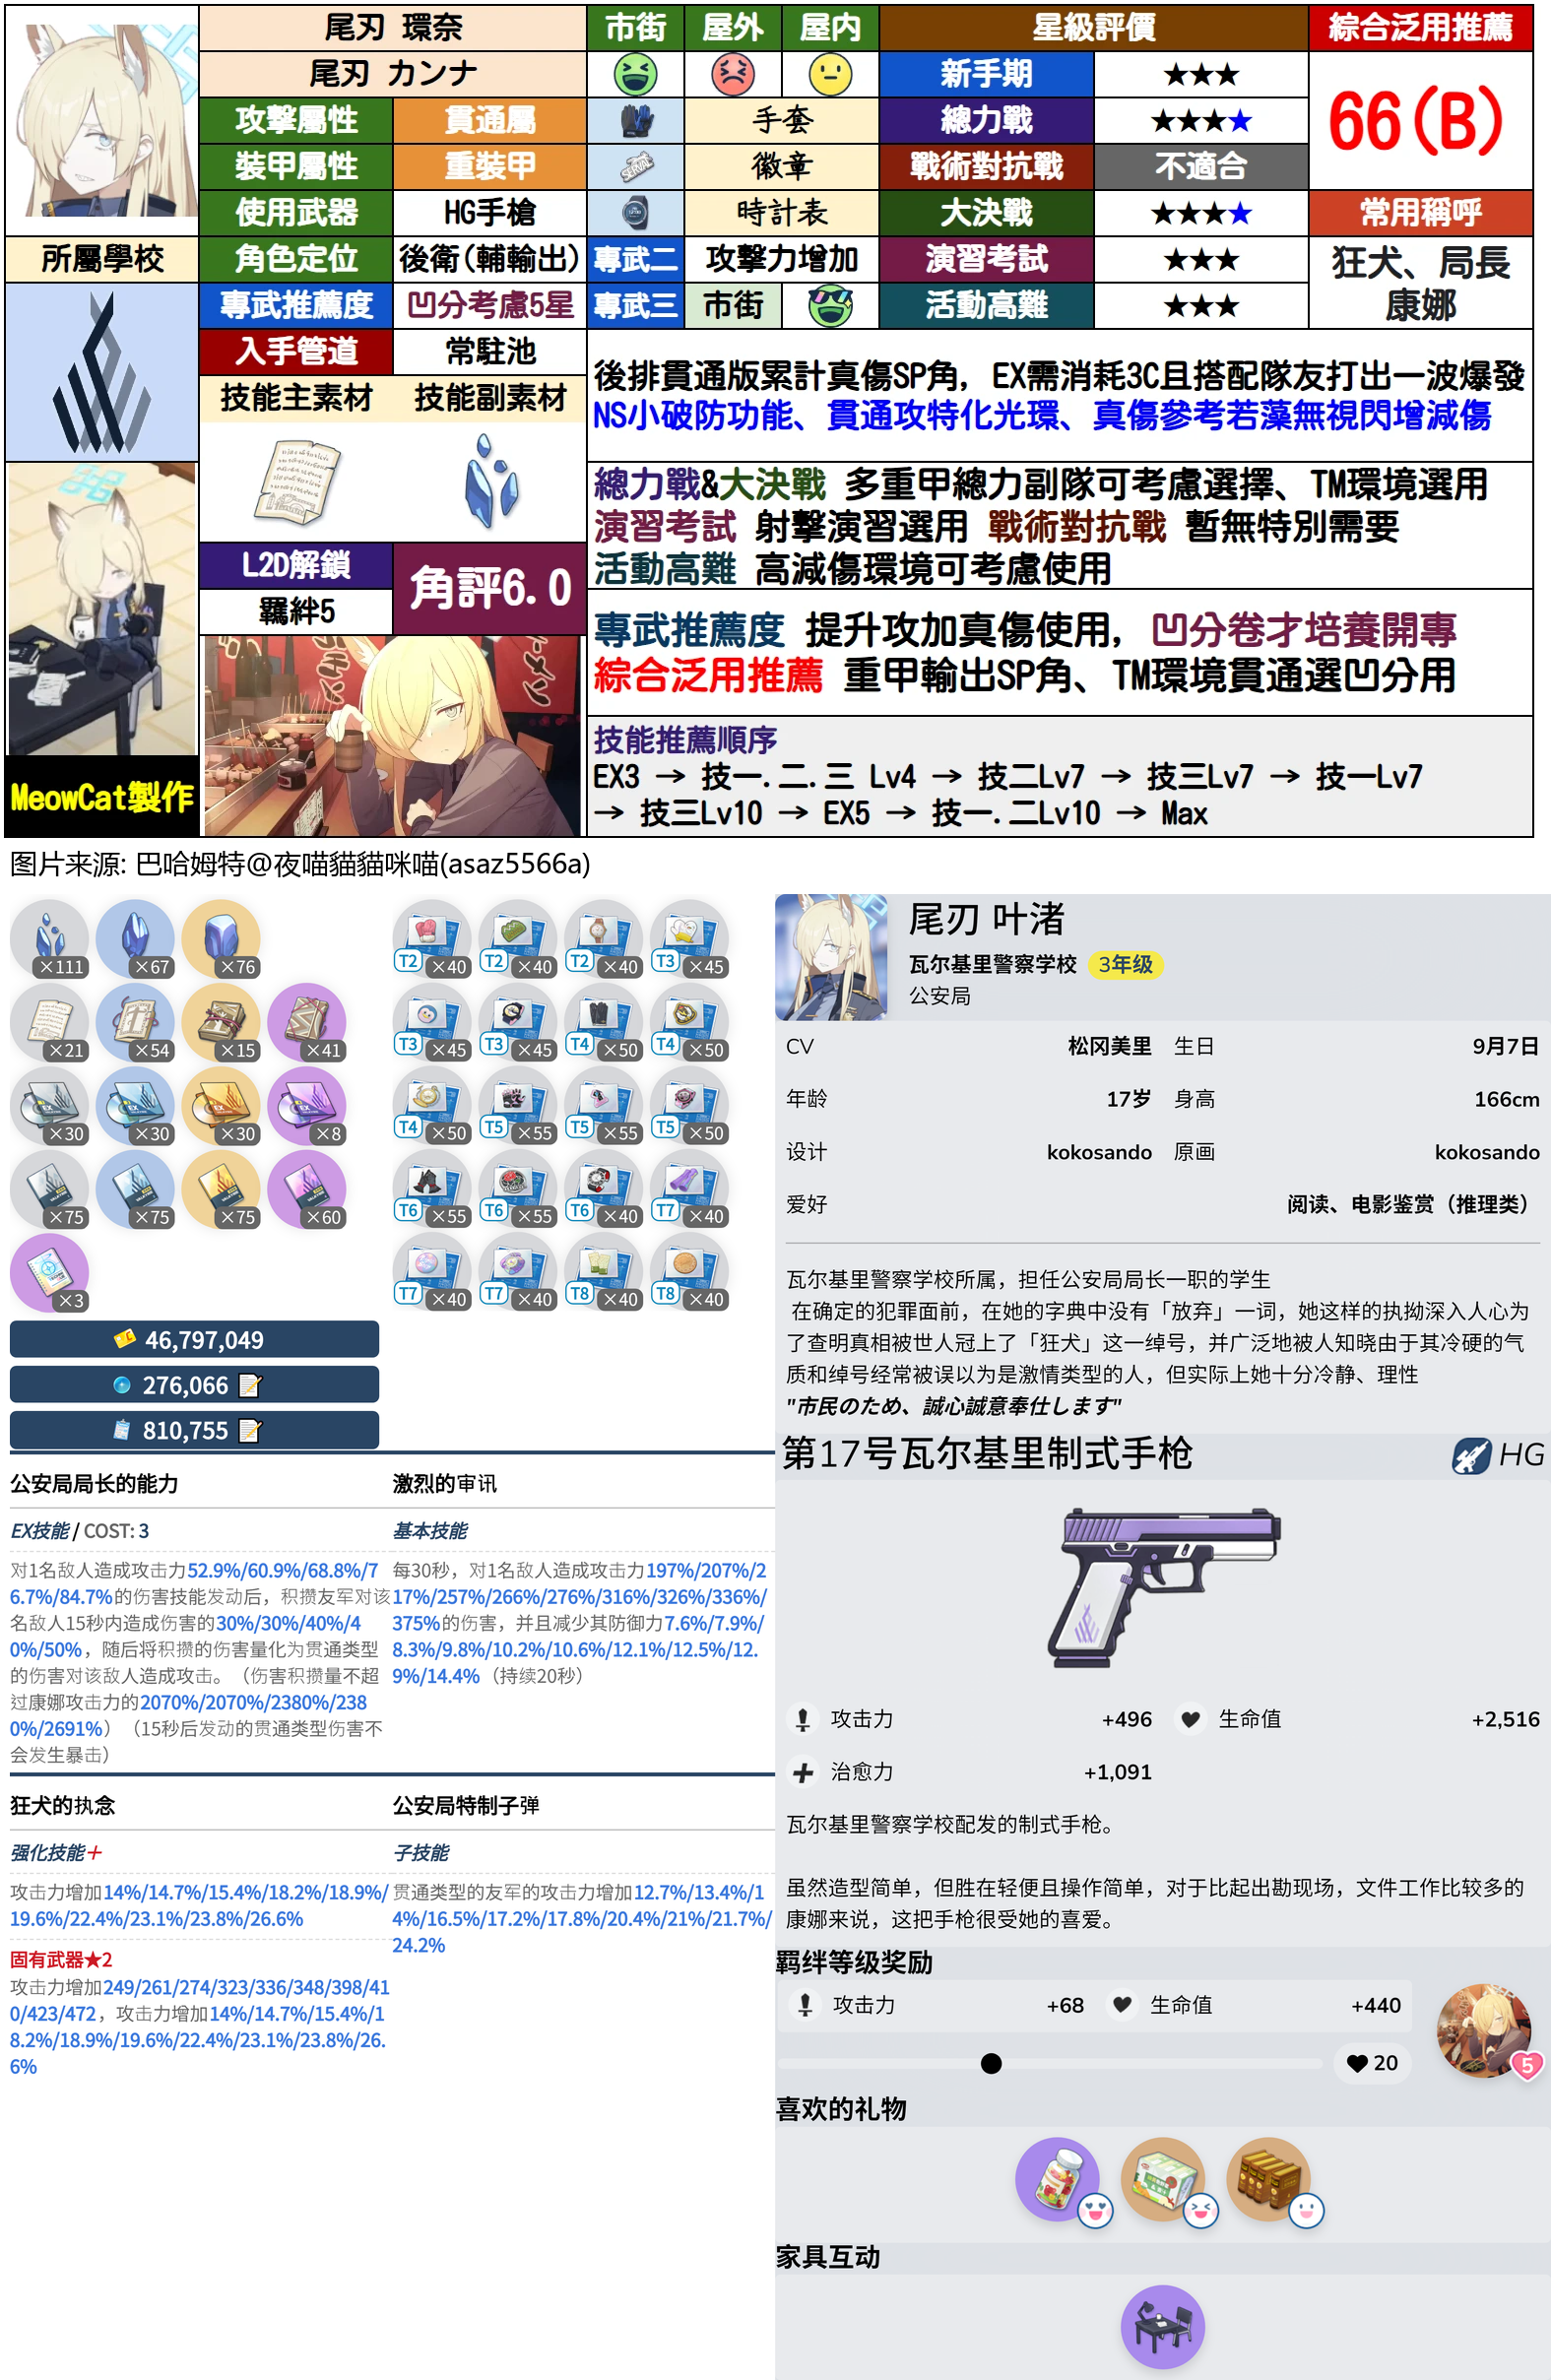 尾刃 環奈
市街
屋外
屋内
星級評價
綜合泛用推薦
尾刃 カンナ
新手期
★★★
66(B)
攻擊屬性
貫通屬
手套
總力戰
★★★★
裝甲屬性
重裝甲
徽章
戰術對抗戰
不適合
使用武器
HG手槍
時計表
大決戰
★★★★
常用稱呼
所屬學校
角色定位
後衛(輔輸出)
專武二
攻擊力增加
演習考試
★★★
狂犬、局長
康娜
專武推薦度
凹分考慮5星
專武三
市街
活動高難
★★★
入手管道
常駐池
技能主素材
技能副素材
後排貫通版累計真傷SP角, EX需消耗3C且搭配隊友打出一波爆發
NS小破防功能、貫通攻特化光環、真傷參考若藻無視閃增減傷
總力戰&大決戰 多重甲總力副隊可考慮選擇、TM環境選用
演習考試 射擊演習選用 戰術對抗戰 暫無特別需要
活動高難 高減傷環境可考慮使用
L2D解鎖
羈絆5
角評6.0
專武推薦度 提升攻加真傷使用, 凹分卷才培養開專
綜合泛用推薦 重甲輸出SP角、TM環境貫通選凹分用
技能推薦順序
EX3 → 技一.二.三 Lv4 → 技二Lv7 → 技三Lv7 → 技一Lv7
→ 技三Lv10 → EX5 → 技一.二Lv10 → Max
MeowCat製作
图片来源: 巴哈姆特@夜喵貓貓咪喵(asaz5566a)
×111
×67
×76
×21
×54
×15
×41
×30
×30
×30
×8
×75
×75
×75
×60
×3
T2 ×40
T2 ×40
T2 ×40
T3 ×45
T3 ×45
T3 ×45
T4 ×50
T4 ×50
T4 ×50
T5 ×55
T5 ×55
T5 ×50
T6 ×55
T6 ×55
T6 ×40
T7 ×40
T7 ×40
T7 ×40
T8 ×40
T8 ×40
46,797,049
276,066
810,755
公安局局长的能力
EX技能 / COST: 3
对1名敌人造成攻击力52.9%/60.9%/68.8%/7
6.7%/84.7%的伤害技能发动后，积攒友军对该
名敌人15秒内造成伤害的30%/30%/40%/4
0%/50%，随后将积攒的伤害量化为贯通类型
的伤害对该敌人造成攻击。（伤害积攒量不超
过康娜攻击力的2070%/2070%/2380%/238
0%/2691%）（15秒后发动的贯通类型伤害不
会发生暴击）
激烈的审讯
基本技能
每30秒，对1名敌人造成攻击力197%/207%/2
17%/257%/266%/276%/316%/326%/336%/
375%的伤害，并且减少其防御力7.6%/7.9%/
8.3%/9.8%/10.2%/10.6%/12.1%/12.5%/12.
9%/14.4%（持续20秒）
狂犬的执念
强化技能+
攻击力增加14%/14.7%/15.4%/18.2%/18.9%/
19.6%/22.4%/23.1%/23.8%/26.6%
固有武器★2
攻击力增加249/261/274/323/336/348/398/41
0/423/472，攻击力增加14%/14.7%/15.4%/1
8.2%/18.9%/19.6%/22.4%/23.1%/23.8%/26.
6%
公安局特制子弹
子技能
贯通类型的友军的攻击力增加12.7%/13.4%/1
4%/16.5%/17.2%/17.8%/20.4%/21%/21.7%/
24.2%
尾刃 叶渚
瓦尔基里警察学校 3年级
公安局
CV 松冈美里 生日 9月7日
年龄 17岁 身高 166cm
设计 kokosando 原画 kokosando
爱好 阅读、电影鉴赏（推理类）
瓦尔基里警察学校所属，担任公安局局长一职的学生
在确定的犯罪面前，在她的字典中没有「放弃」一词，她这样的执拗深入人心为
了查明真相被世人冠上了「狂犬」这一绰号，并广泛地被人知晓由于其冷硬的气
质和绰号经常被误以为是激情类型的人，但实际上她十分冷静、理性
"市民のため、誠心誠意奉仕します"
第17号瓦尔基里制式手枪
HG
攻击力 +496 生命值 +2,516
治愈力 +1,091
瓦尔基里警察学校配发的制式手枪。
虽然造型简单，但胜在轻便且操作简单，对于比起出勘现场，文件工作比较多的
康娜来说，这把手枪很受她的喜爱。
羁绊等级奖励
攻击力 +68 生命值 +440
20
5
喜欢的礼物
家具互动